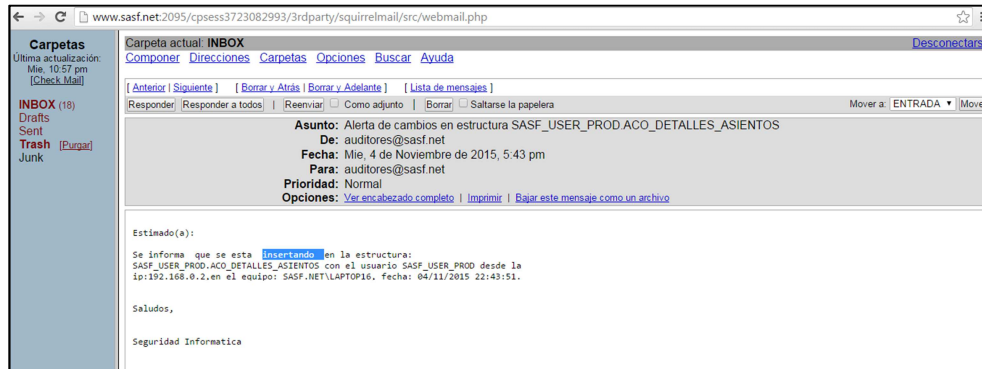 www.sasf.net:2095/cpsess3723082993/3rdparty/squirrelmail/src/webmail.php
Carpetas
Última actualización:
Mie, 10:57 pm
[Check Mail]
INBOX (18)
Drafts
Sent
Trash [Purgar]
Junk
Carpeta actual: INBOX
Desconectars
Componer Direcciones Carpetas Opciones Buscar Ayuda
[ Anterior | Siguiente ] [ Borrar y Atrás | Borrar y Adelante ] [ Lista de mensajes ]
Responder Responder a todos | Reenviar Como adjunto | Borrar Saltarse la papelera Mover a: ENTRADA Move
Asunto: Alerta de cambios en estructura SASF_USER_PROD.ACO_DETALLES_ASIENTOS
De: auditores@sasf.net
Fecha: Mie, 4 de Noviembre de 2015, 5:43 pm
Para: auditores@sasf.net
Prioridad: Normal
Opciones: Ver encabezado completo | Imprimir | Bajar este mensaje como un archivo
Estimado(a):
Se informa que se esta insertando en la estructura:
SASF_USER_PROD.ACO_DETALLES_ASIENTOS con el usuario SASF_USER_PROD desde la
ip:192.168.0.2,en el equipo: SASF.NET\LAPTOP16, fecha: 04/11/2015 22:43:51.
Saludos,
Seguridad Informatica